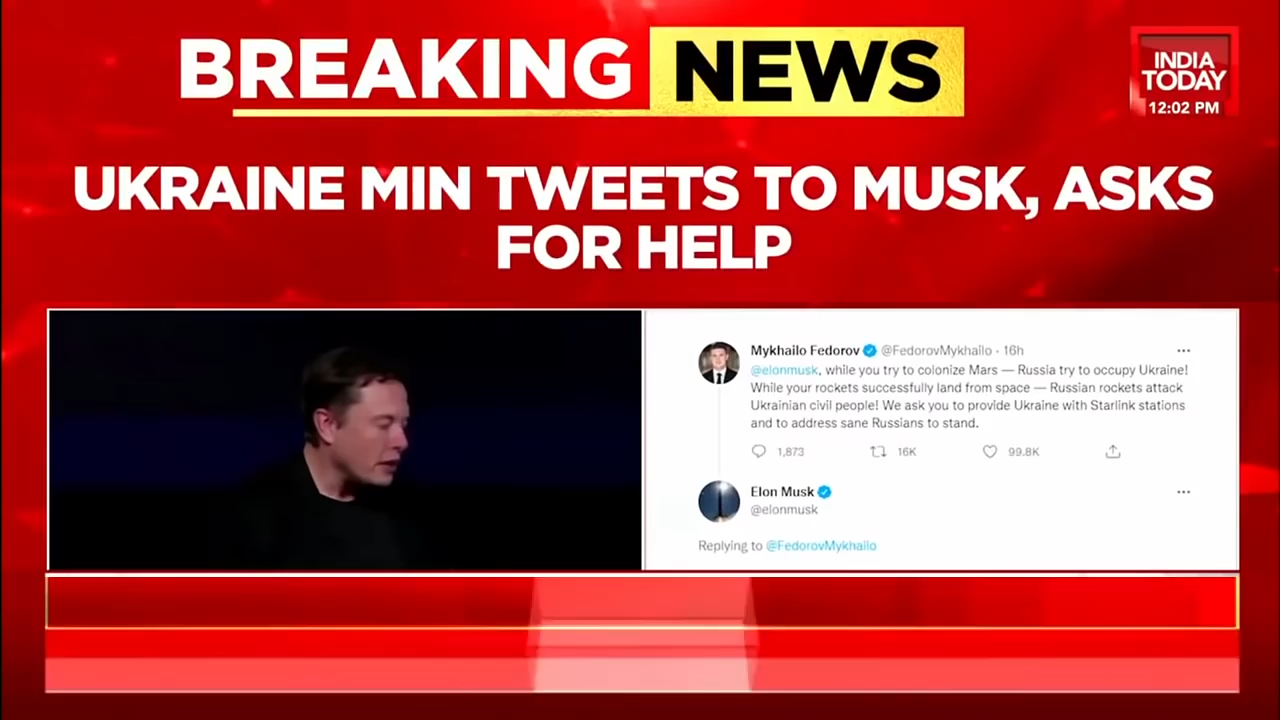 BREAKING NEWS
INDIA
TODAY
12:02 PM
UKRAINE MIN TWEETS TO MUSK, ASKS
FOR HELP
Mykhailo Fedorov @FedorovMykhailo · 16h
@elonmusk, while you try to colonize Mars — Russia try to occupy Ukraine!
While your rockets successfully land from space — Russian rockets attack
Ukrainian civil people! We ask you to provide Ukraine with Starlink stations
and to address sane Russians to stand.
1,873 16K 99.8K
Elon Musk
@elonmusk
Replying to @FedorovMykhailo